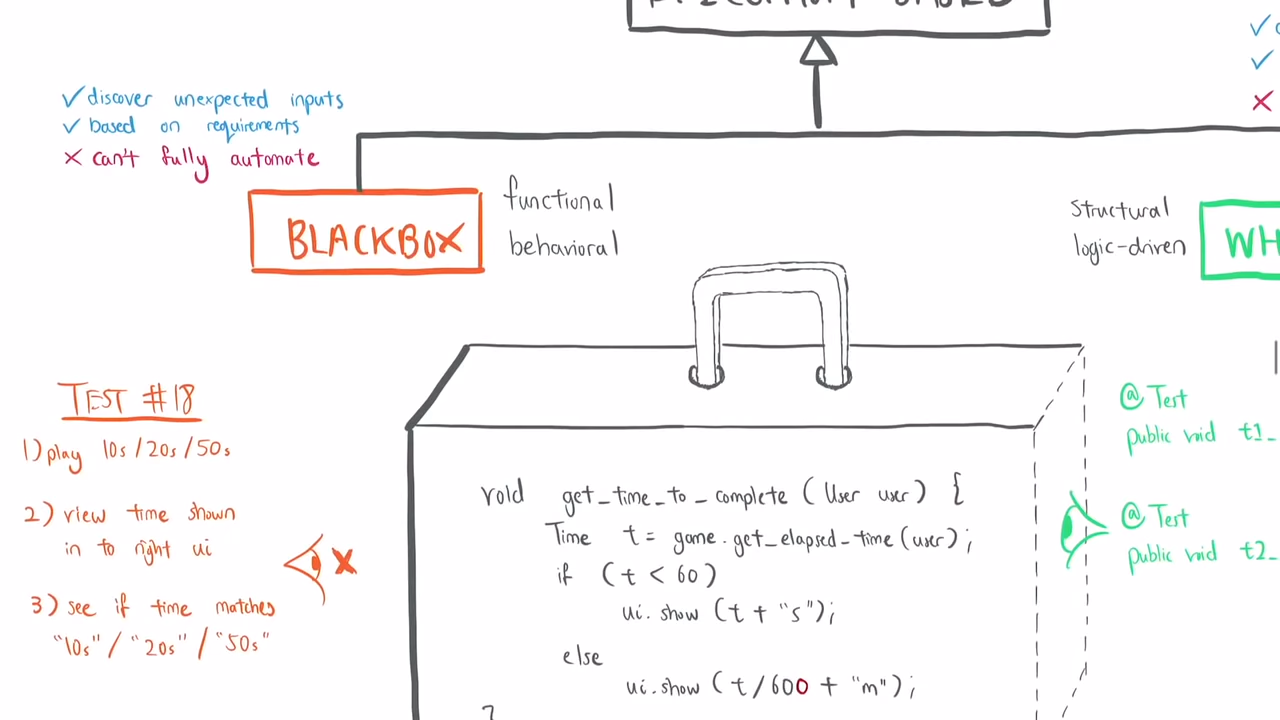 ✓ discover unexpected inputs
✓ based on requirements
✗ can't fully automate
BLACKBOX
functional
behavioral
structural
logic-driven
WH
TEST #18
1) play 10s / 20s / 50s
2) view time shown
in to right ui
3) see if time matches
"10s" / "20s" / "50s"
void get_time_to_complete (User user) {
Time t = game.get_elapsed_time(user);
if (t < 60)
ui.show (t + "s");
else
ui.show (t/600 + "m");
@Test
public void t1_
@Test
public void t2_